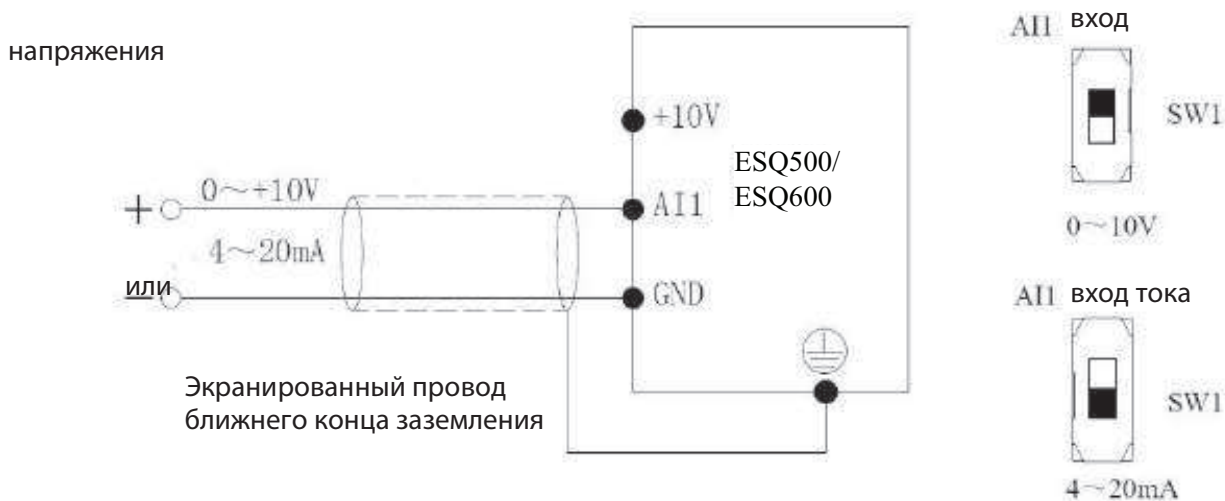 AI1 вход
напряжения
+10V
SW1
ESQ500/
ESQ600
0～+10V
+
AI1
4～20mA
0～10V
или
−
GND
AI1 вход тока
Экранированный провод
ближнего конца заземления
SW1
4～20mA